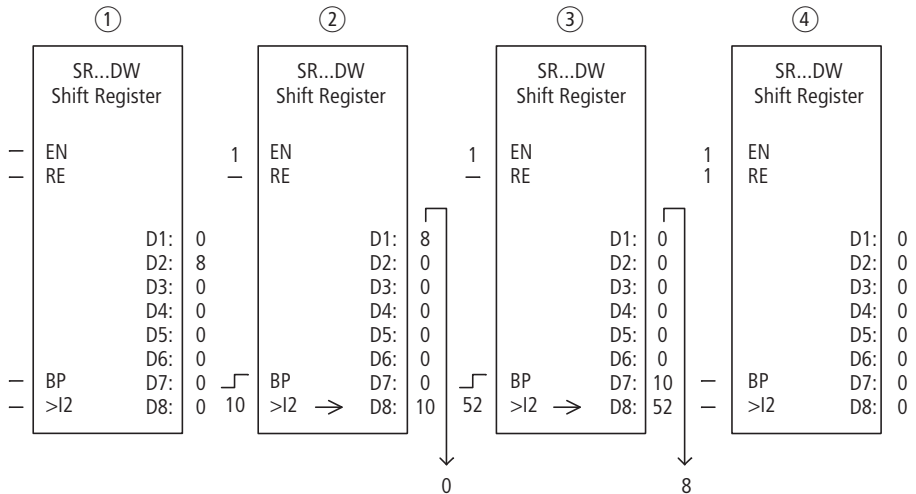 ① ② ③ ④
SR...DW SR...DW SR...DW SR...DW
Shift Register Shift Register Shift Register Shift Register
– EN 1 EN 1 EN 1 EN
– RE – RE – RE 1 RE
D1: 0 D1: 8 D1: 0 D1: 0
D2: 8 D2: 0 D2: 0 D2: 0
D3: 0 D3: 0 D3: 0 D3: 0
D4: 0 D4: 0 D4: 0 D4: 0
D5: 0 D5: 0 D5: 0 D5: 0
D6: 0 D6: 0 D6: 0 D6: 0
– BP D7: 0 BP D7: 0 BP D7: 10 – BP D7: 0
– >I2 D8: 0 10 >I2 → D8: 10 52 >I2 → D8: 52 – >I2 D8: 0
0 8